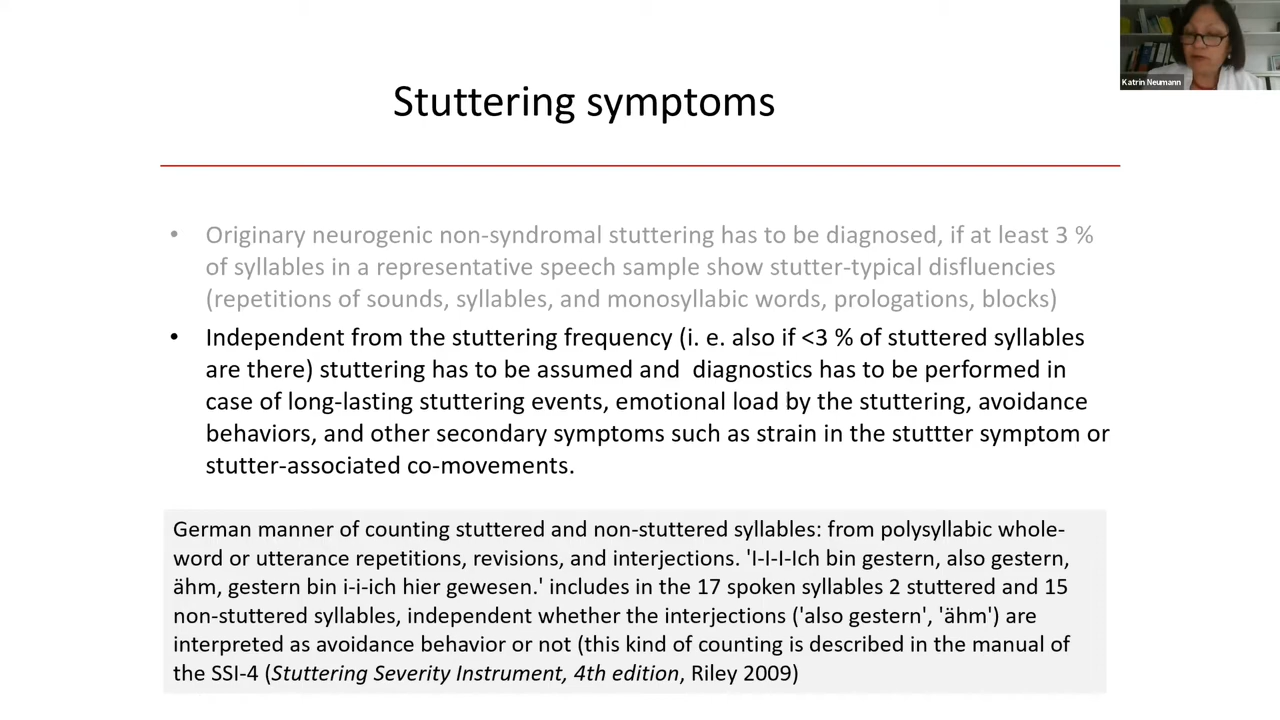 Katrin Neumann
Stuttering symptoms
• Originary neurogenic non-syndromal stuttering has to be diagnosed, if at least 3 %
of syllables in a representative speech sample show stutter-typical disfluencies
(repetitions of sounds, syllables, and monosyllabic words, prologations, blocks)
• Independent from the stuttering frequency (i. e. also if <3 % of stuttered syllables
are there) stuttering has to be assumed and  diagnostics has to be performed in
case of long-lasting stuttering events, emotional load by the stuttering, avoidance
behaviors, and other secondary symptoms such as strain in the stuttter symptom or
stutter-associated co-movements.
German manner of counting stuttered and non-stuttered syllables: from polysyllabic whole-
word or utterance repetitions, revisions, and interjections. 'I-I-I-Ich bin gestern, also gestern,
ähm, gestern bin i-i-ich hier gewesen.' includes in the 17 spoken syllables 2 stuttered and 15
non-stuttered syllables, independent whether the interjections ('also gestern', 'ähm') are
interpreted as avoidance behavior or not (this kind of counting is described in the manual of
the SSI-4 (Stuttering Severity Instrument, 4th edition, Riley 2009)